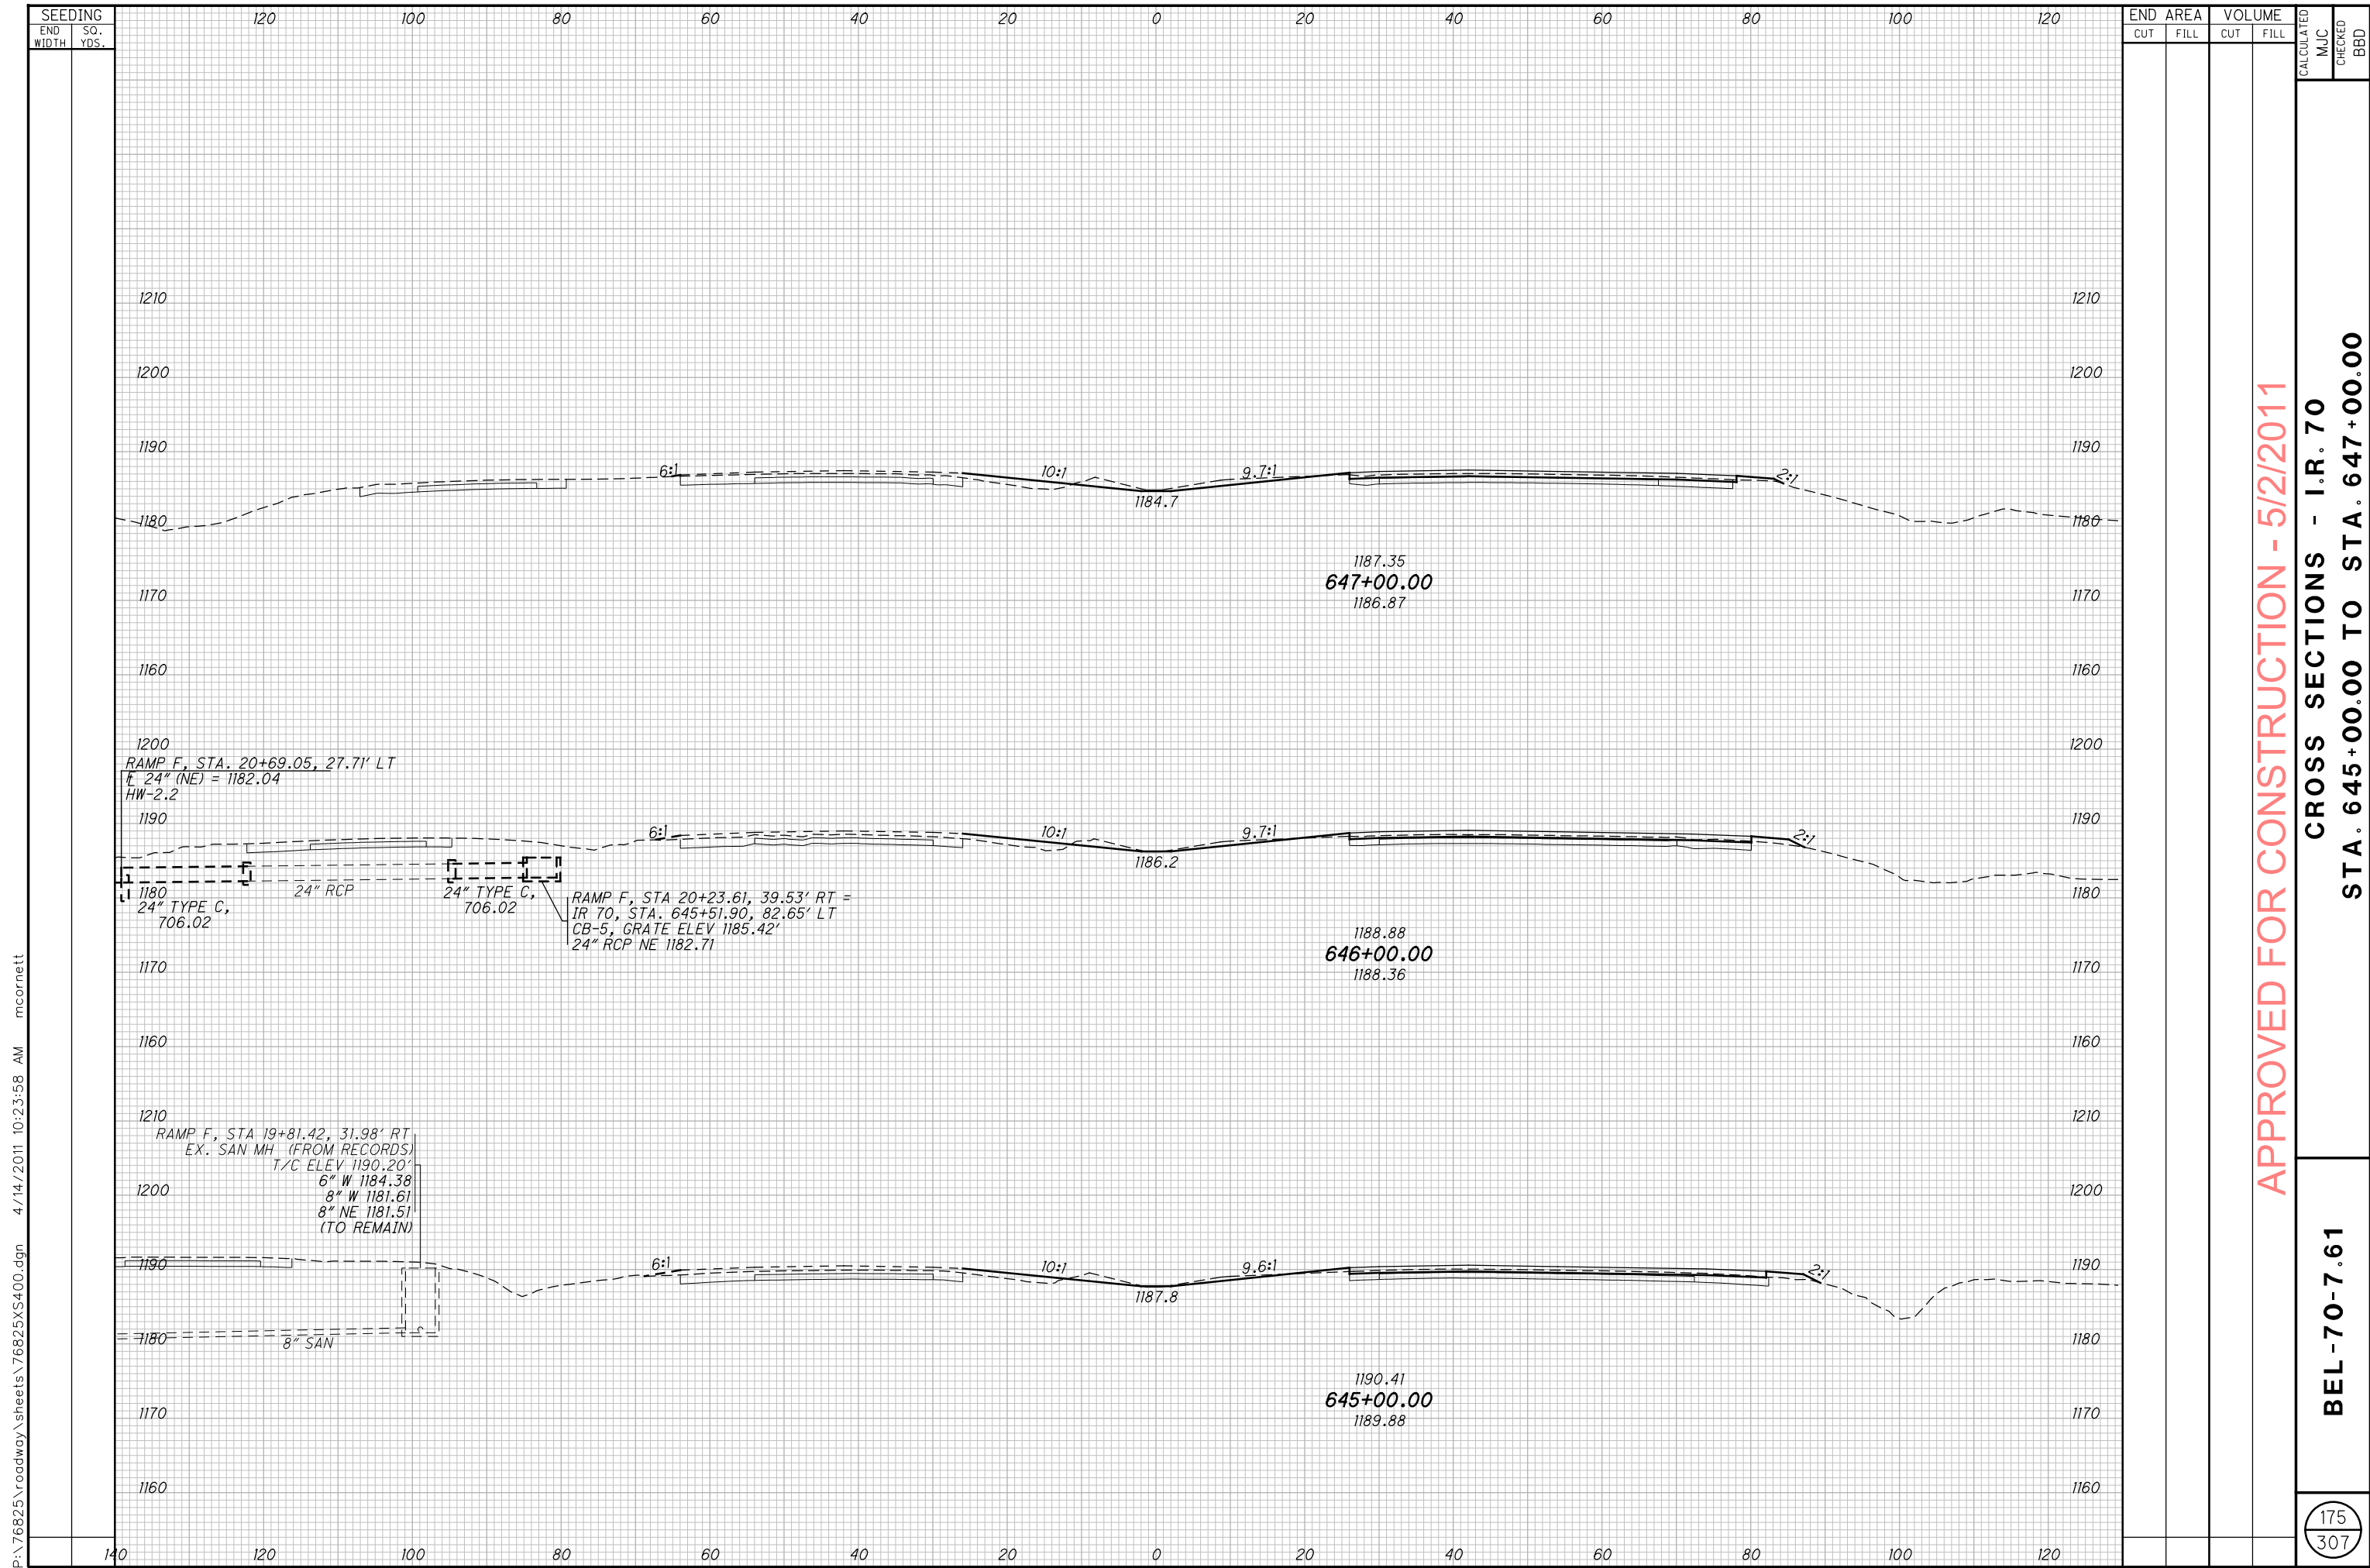 SEEDING
END WIDTH
SQ. YDS.
120 100 80 60 40 20 0 20 40 60 80 100 120
END AREA
VOLUME
CUT FILL CUT FILL
CALCULATED
MJC
CHECKED
BBD
1210 1210
1200 1200
1190 1190
6:1 10:1 9.7:1 2:1
1184.7
1180 1180
1187.35
647+00.00
1186.87
1170 1170
1160 1160
1200 1200
RAMP F, STA. 20+69.05, 27.71' LT
24" (NE) = 1182.04
HW-2.2
1190 1190
6:1 10:1 9.7:1 2:1
1186.2
1180 1180
24" TYPE C,
706.02
24" RCP
24" TYPE C,
706.02
RAMP F, STA 20+23.61, 39.53' RT =
IR 70, STA. 645+51.90, 82.65' LT
CB-5, GRATE ELEV 1185.42'
24" RCP NE 1182.71
1188.88
646+00.00
1188.36
1170 1170
1160 1160
1210 1210
RAMP F, STA 19+81.42, 31.98' RT
EX. SAN MH (FROM RECORDS)
T/C ELEV 1190.20'
6" W 1184.38
8" W 1181.61
8" NE 1181.51
(TO REMAIN)
1200 1200
1190 1190
6:1 10:1 9.6:1 2:1
1187.8
1180 1180
8" SAN
1190.41
645+00.00
1189.88
1170 1170
1160 1160
140 120 100 80 60 40 20 0 20 40 60 80 100 120
APPROVED FOR CONSTRUCTION - 5/2/2011
CROSS SECTIONS - I.R. 70
STA. 645+00.00 TO STA. 647+00.00
BEL-70-7.61
175
307
P:\76825\roadway\sheets\76825XS400.dgn 4/14/2011 10:23:58 AM mcornett